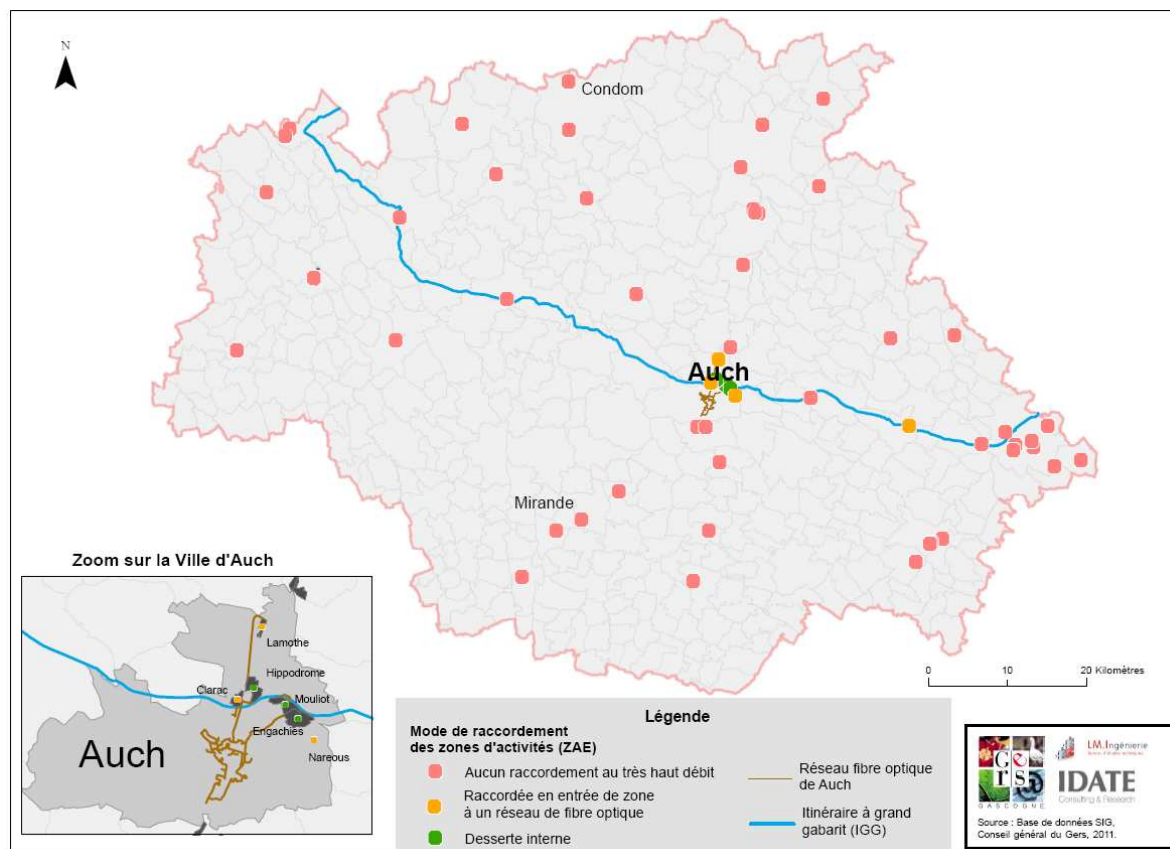 N
Condom
Auch
Mirande
Zoom sur la Ville d'Auch
Lamothe
Hippodrome
Clarac
Mouliot
Engachies
Auch
Nareous
0 10 20 Kilomètres
Légende
Mode de raccordement
des zones d'activités (ZAE)
Aucun raccordement au très haut débit
Raccordée en entrée de zone
à un réseau de fibre optique
Desserte interne
Réseau fibre optique
de Auch
Itinéraire à grand
gabarit (IGG)
Gers
GASCOGNE
LM.Ingénierie
IDATE
Consulting & Research
Source : Base de données SIG,
Conseil général du Gers, 2011.